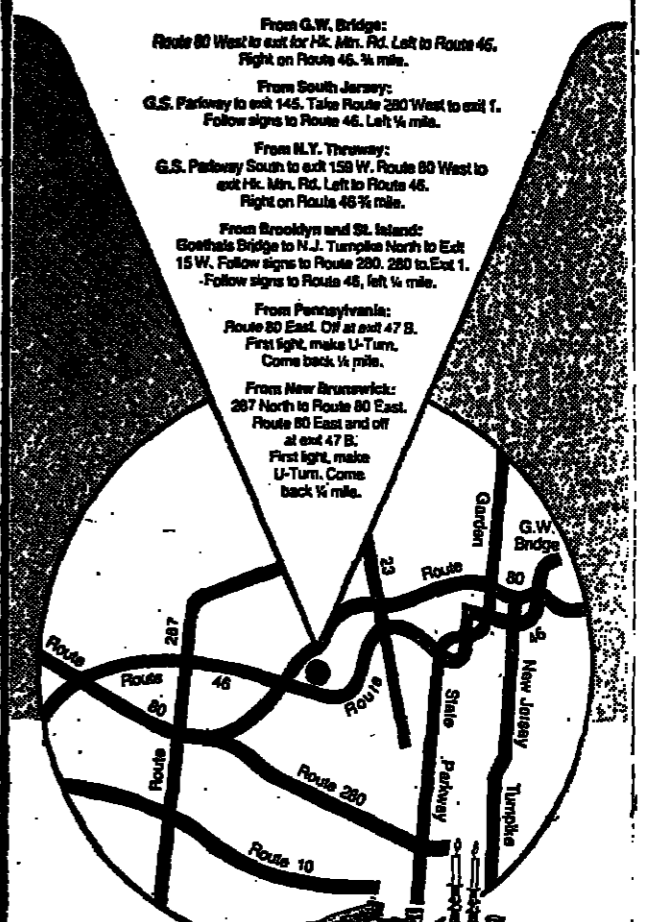 From G.W. Bridge:
Route 80 West to exit for Hk. Mtn. Rd. Left to Route 46.
Right on Route 46. ¾ mile.
From South Jersey:
G.S. Parkway to exit 145. Take Route 280 West to exit 1.
Follow signs to Route 46. Left ¼ mile.
From N.Y. Thruway:
G.S. Parkway South to exit 159 W. Route 80 West to
exit Hk. Mtn. Rd. Left to Route 46.
Right on Route 46 ¾ mile.
From Brooklyn and St. Island:
Goethals Bridge to N.J. Turnpike North to Exit
15 W. Follow signs to Route 280. 280 to Exit 1.
Follow signs to Route 46, left ¼ mile.
From Pennsylvania:
Route 80 East. Off at exit 47 B.
First light, make U-Turn.
Come back ¼ mile.
From New Brunswick:
287 North to Route 80 East.
Route 80 East and off
at exit 47 B.
First light, make
U-Turn. Come
back ¼ mile.
Garden
G.W.
Bridge
23
Route
80
46
287
Route
Route
46
80
Route
State
New Jersey
Route
Route 280
Parkway
Turnpike
Route 10